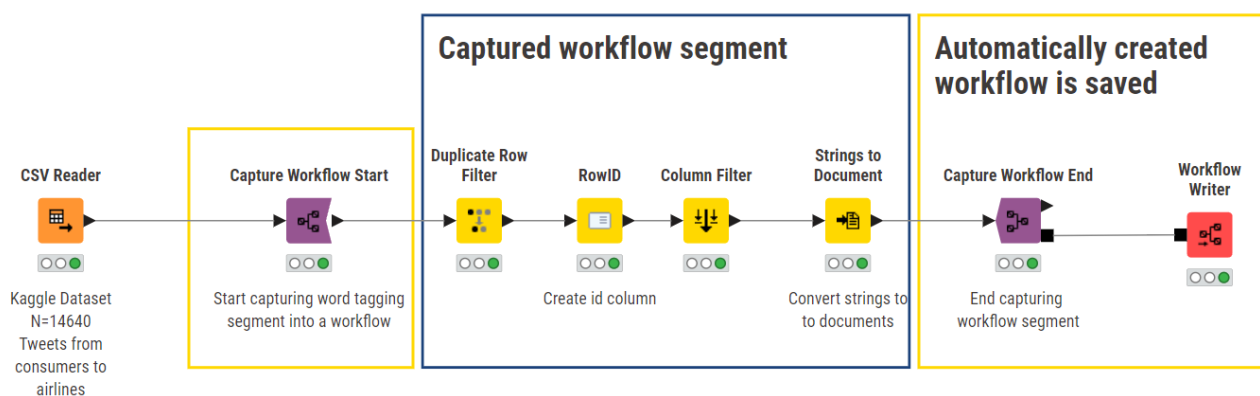 Captured workflow segment
Automatically created
workflow is saved
CSV Reader
Capture Workflow Start
Duplicate Row
Filter
RowID
Column Filter
Strings to
Document
Capture Workflow End
Workflow
Writer
Kaggle Dataset
N=14640
Tweets from
consumers to
airlines
Start capturing word tagging
segment into a workflow
Create id column
Convert strings to
to documents
End capturing
workflow segment